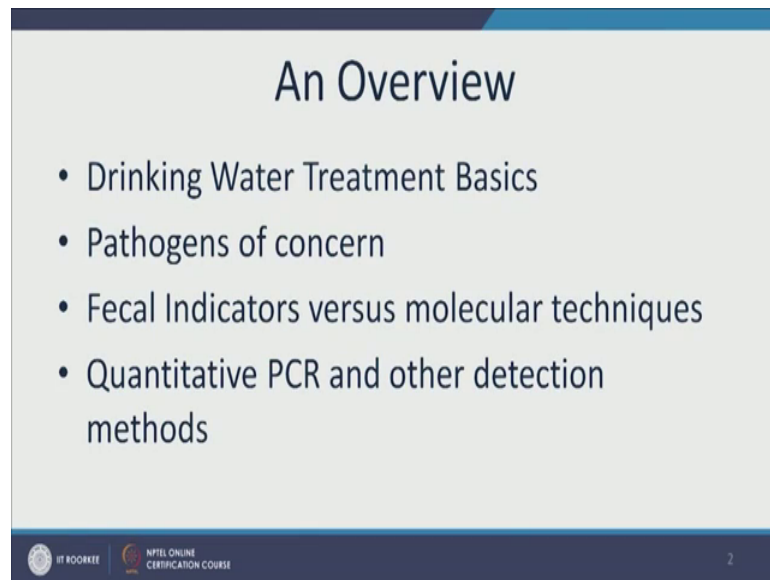 An Overview
• Drinking Water Treatment Basics
• Pathogens of concern
• Fecal Indicators versus molecular techniques
• Quantitative PCR and other detection
methods
IIT ROORKEE
NPTEL ONLINE
CERTIFICATION COURSE
2